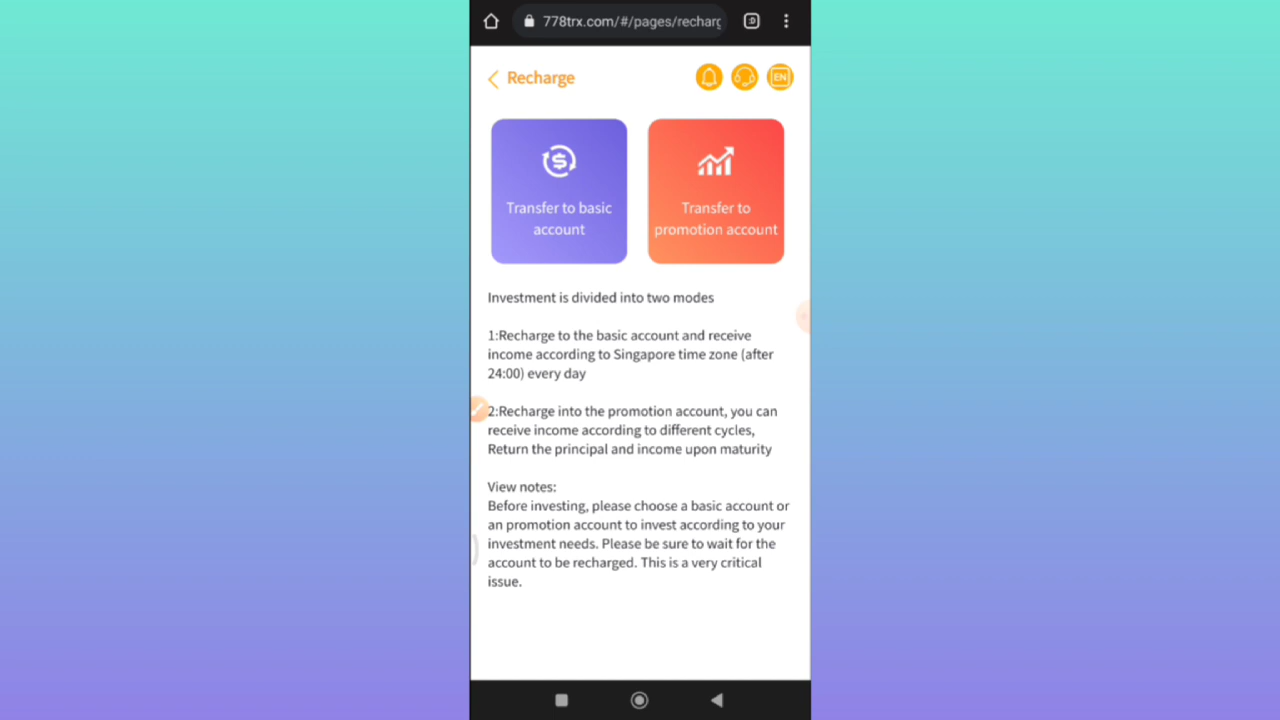 778trx.com/#/pages/recharg
:D
Recharge
EN
Transfer to basic
account
Transfer to
promotion account
Investment is divided into two modes
1:Recharge to the basic account and receive
income according to Singapore time zone (after
24:00) every day
2:Recharge into the promotion account, you can
receive income according to different cycles,
Return the principal and income upon maturity
View notes:
Before investing, please choose a basic account or
an promotion account to invest according to your
investment needs. Please be sure to wait for the
account to be recharged. This is a very critical
issue.